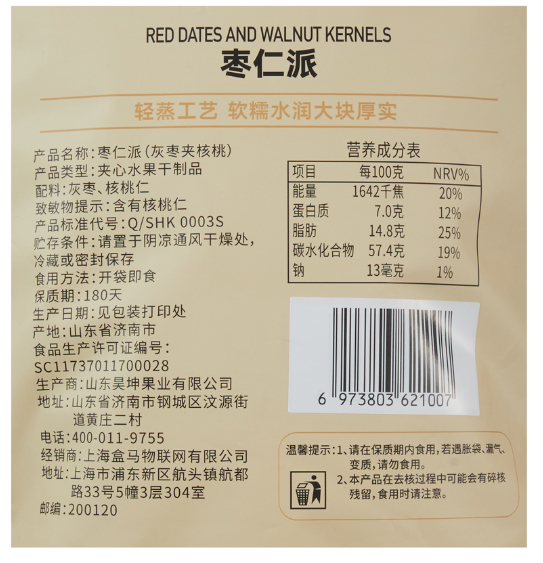 RED DATES AND WALNUT KERNELS
枣仁派
轻蒸工艺 软糯水润大块厚实
产品名称:枣仁派(灰枣夹核桃)
产品类型:夹心水果干制品
配料:灰枣、核桃仁
致敏物提示:含有核桃仁
产品标准代号:Q/SHK 0003S
贮存条件:请置于阴凉通风干燥处,
冷藏或密封保存
食用方法:开袋即食
保质期:180天
生产日期:见包装打印处
产地:山东省济南市
食品生产许可证编号:
SC11737011700028
生产商:山东昊坤果业有限公司
地址:山东省济南市钢城区汶源街
道黄庄二村
电话:400-011-9755
经销商:上海盒马物联网有限公司
地址:上海市浦东新区航头镇航都
路33号5幢3层304室
邮编:200120
营养成分表
项目 每100克 NRV%
能量 1642千焦 20%
蛋白质 7.0克 12%
脂肪 14.8克 25%
碳水化合物 57.4克 19%
钠 13毫克 1%
6 973803 621007
温馨提示:1、请在保质期内食用,若遇胀袋、漏气、
变质,请勿食用。
2、本产品在去核过程中可能会有碎核
残留,食用时请注意。